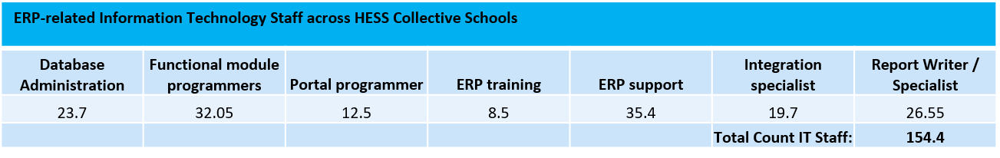 ERP-related Information Technology Staff across HESS Collective Schools
Database Functional module Integration Report Writer /
Administration programmers Portal programmer ERP training ERP support specialist Specialist
23.7 32.05 12.5 8.5 35.4 19.7 26.55
Total Count IT Staff: 154.4